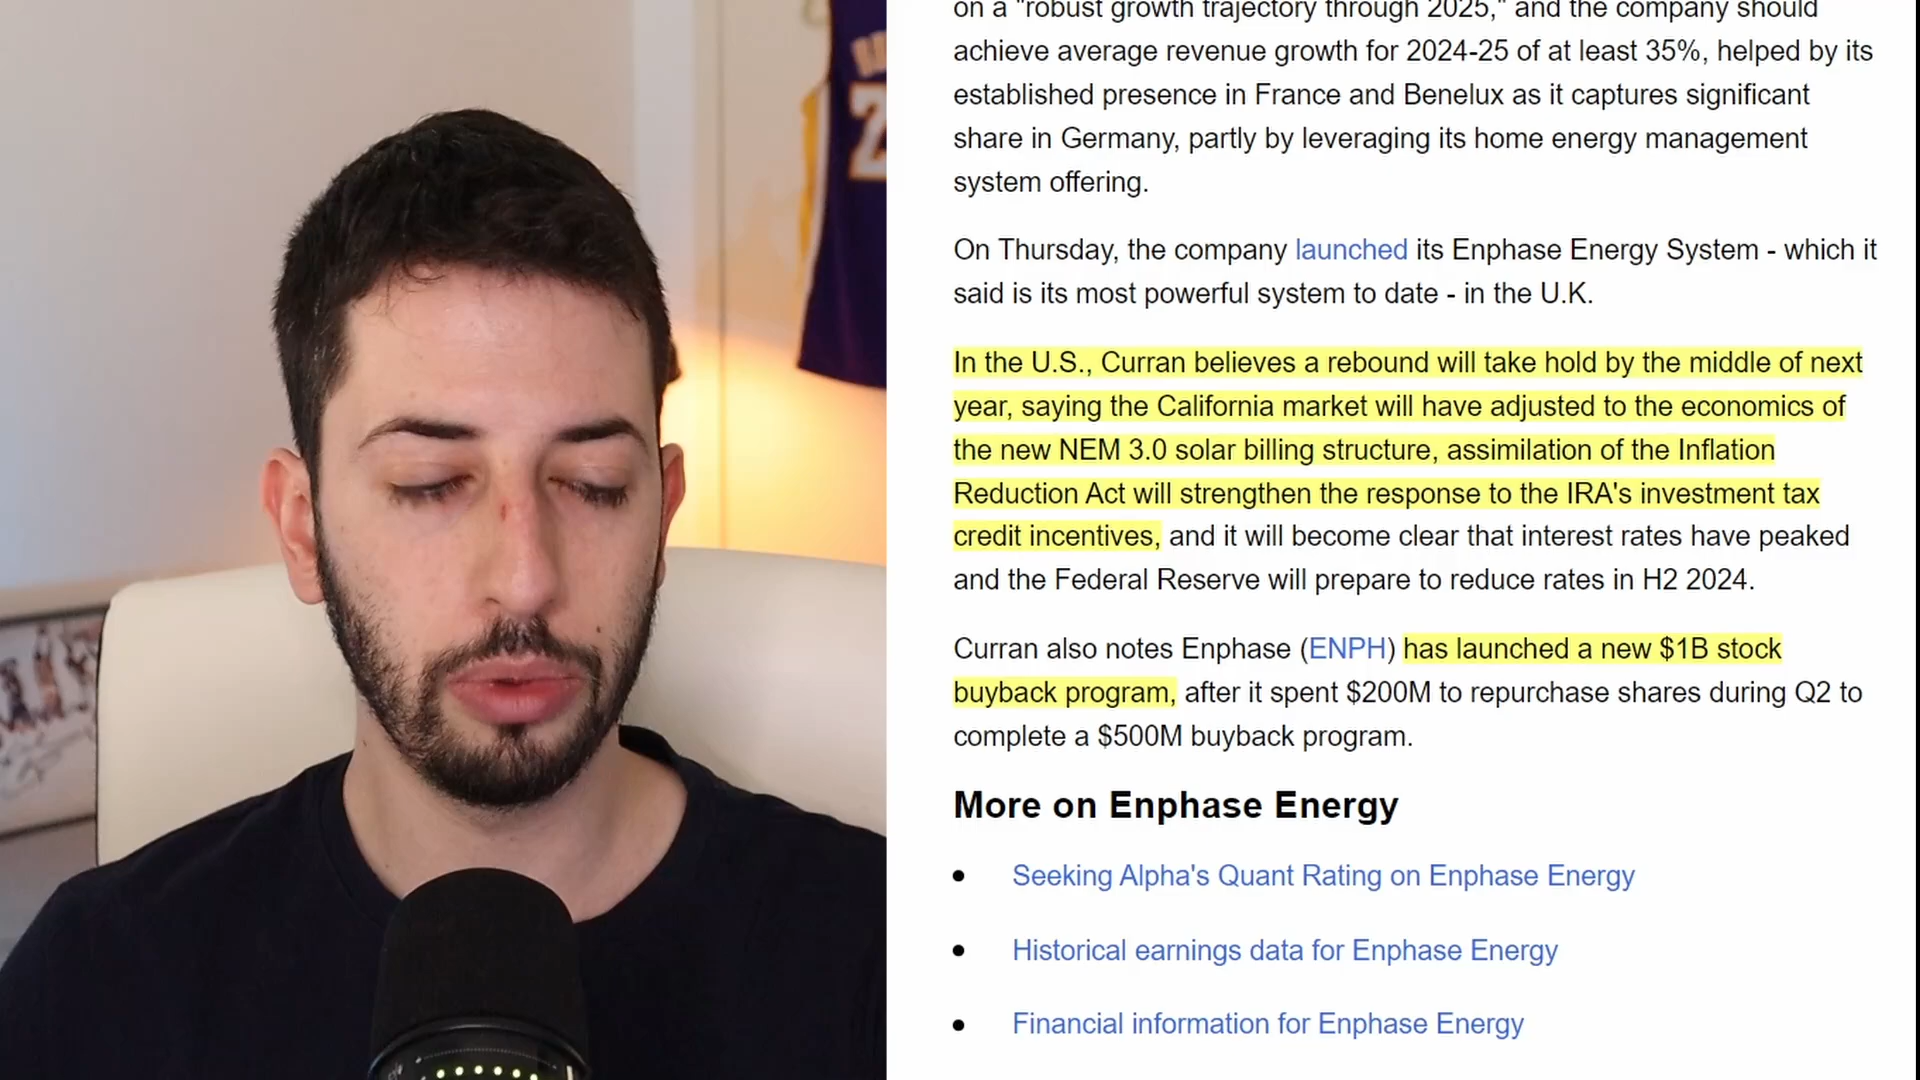 on a "robust growth trajectory through 2025," and the company should
achieve average revenue growth for 2024-25 of at least 35%, helped by its
established presence in France and Benelux as it captures significant
share in Germany, partly by leveraging its home energy management
system offering.
On Thursday, the company launched its Enphase Energy System - which it
said is its most powerful system to date - in the U.K.
In the U.S., Curran believes a rebound will take hold by the middle of next
year, saying the California market will have adjusted to the economics of
the new NEM 3.0 solar billing structure, assimilation of the Inflation
Reduction Act will strengthen the response to the IRA's investment tax
credit incentives, and it will become clear that interest rates have peaked
and the Federal Reserve will prepare to reduce rates in H2 2024.
Curran also notes Enphase (ENPH) has launched a new $1B stock
buyback program, after it spent $200M to repurchase shares during Q2 to
complete a $500M buyback program.
More on Enphase Energy
• Seeking Alpha's Quant Rating on Enphase Energy
• Historical earnings data for Enphase Energy
• Financial information for Enphase Energy